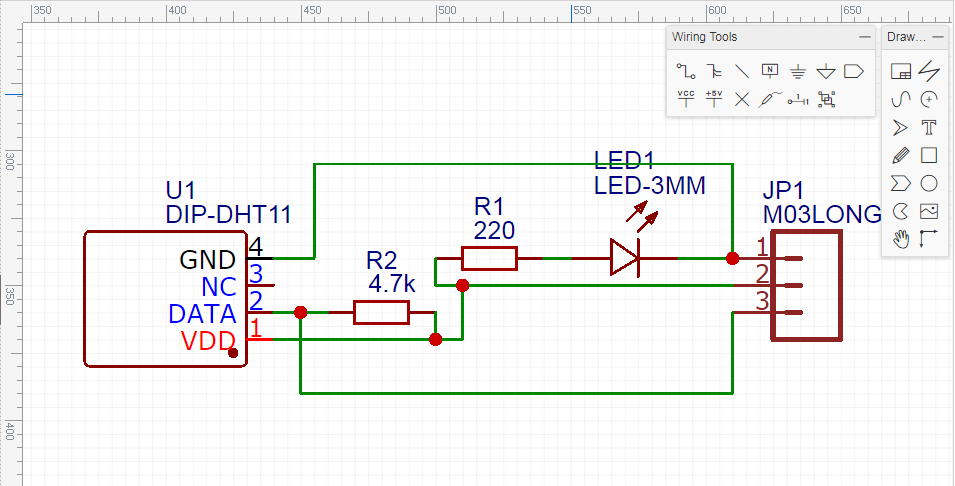 350 400 450 500 550 600 650
Wiring Tools
Draw...
N
VCC +5V
T
300
350
400
LED1
LED-3MM
U1
DIP-DHT11
R1
220
JP1
M03LONG
GND 4
NC 3
DATA 2
VDD 1
R2
4.7k
1
2
3